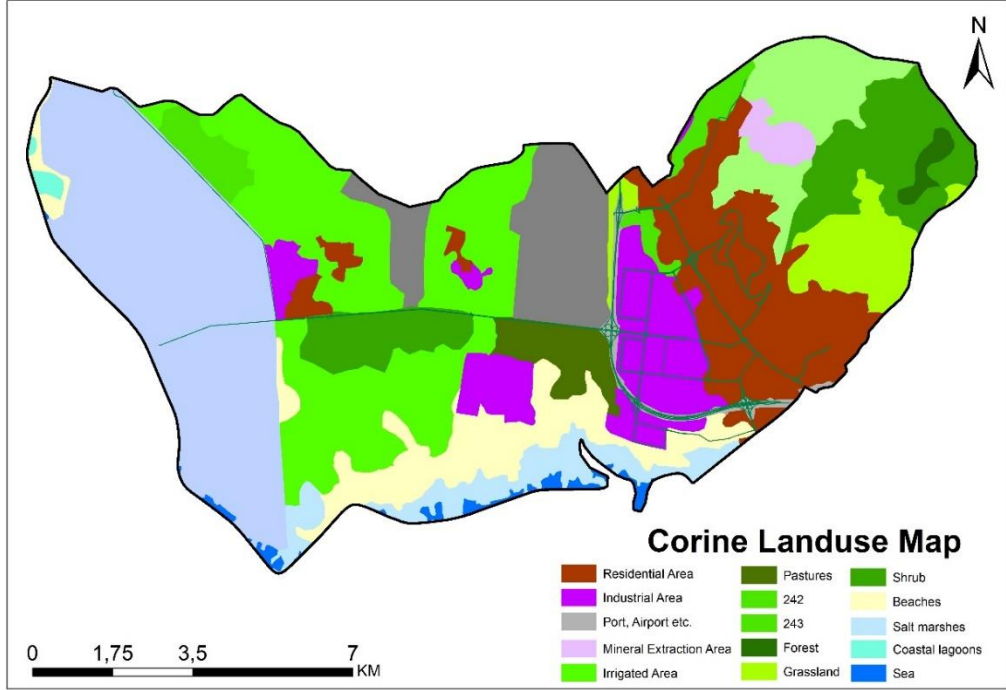 N
Corine Landuse Map
Residential Area
Industrial Area
Port, Airport etc.
Mineral Extraction Area
Irrigated Area
Pastures
242
243
Forest
Grassland
Shrub
Beaches
Salt marshes
Coastal lagoons
Sea
0 1,75 3,5 7
KM